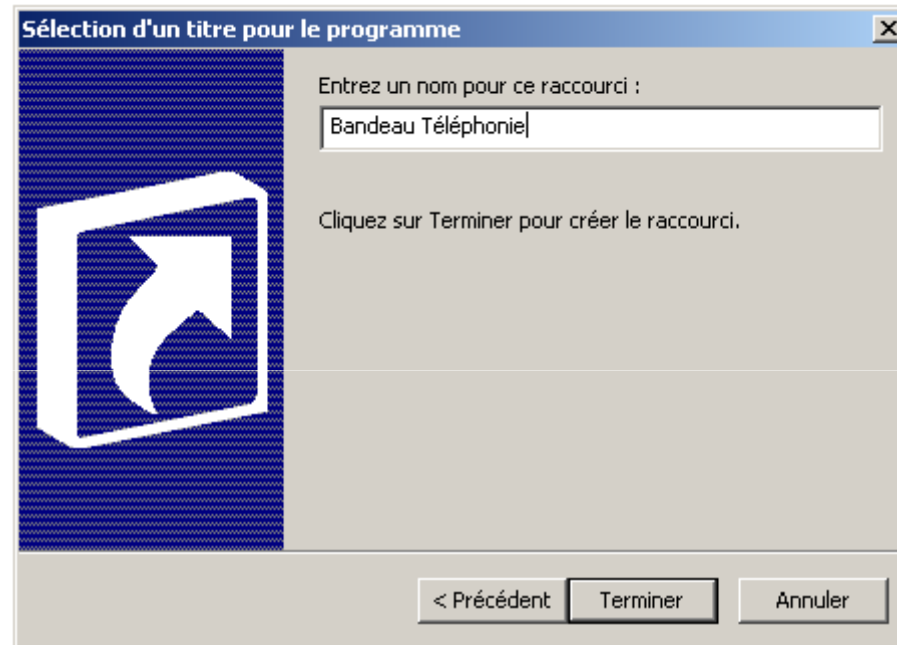 Sélection d'un titre pour le programme
Entrez un nom pour ce raccourci :
Bandeau Téléphonie
Cliquez sur Terminer pour créer le raccourci.
< Précédent Terminer Annuler